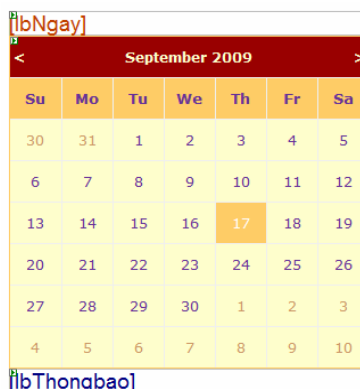 [lbNgay]
< September 2009 >
Su Mo Tu We Th Fr Sa
30 31 1 2 3 4 5
6 7 8 9 10 11 12
13 14 15 16 17 18 19
20 21 22 23 24 25 26
27 28 29 30 1 2 3
4 5 6 7 8 9 10
[lbThongbao]